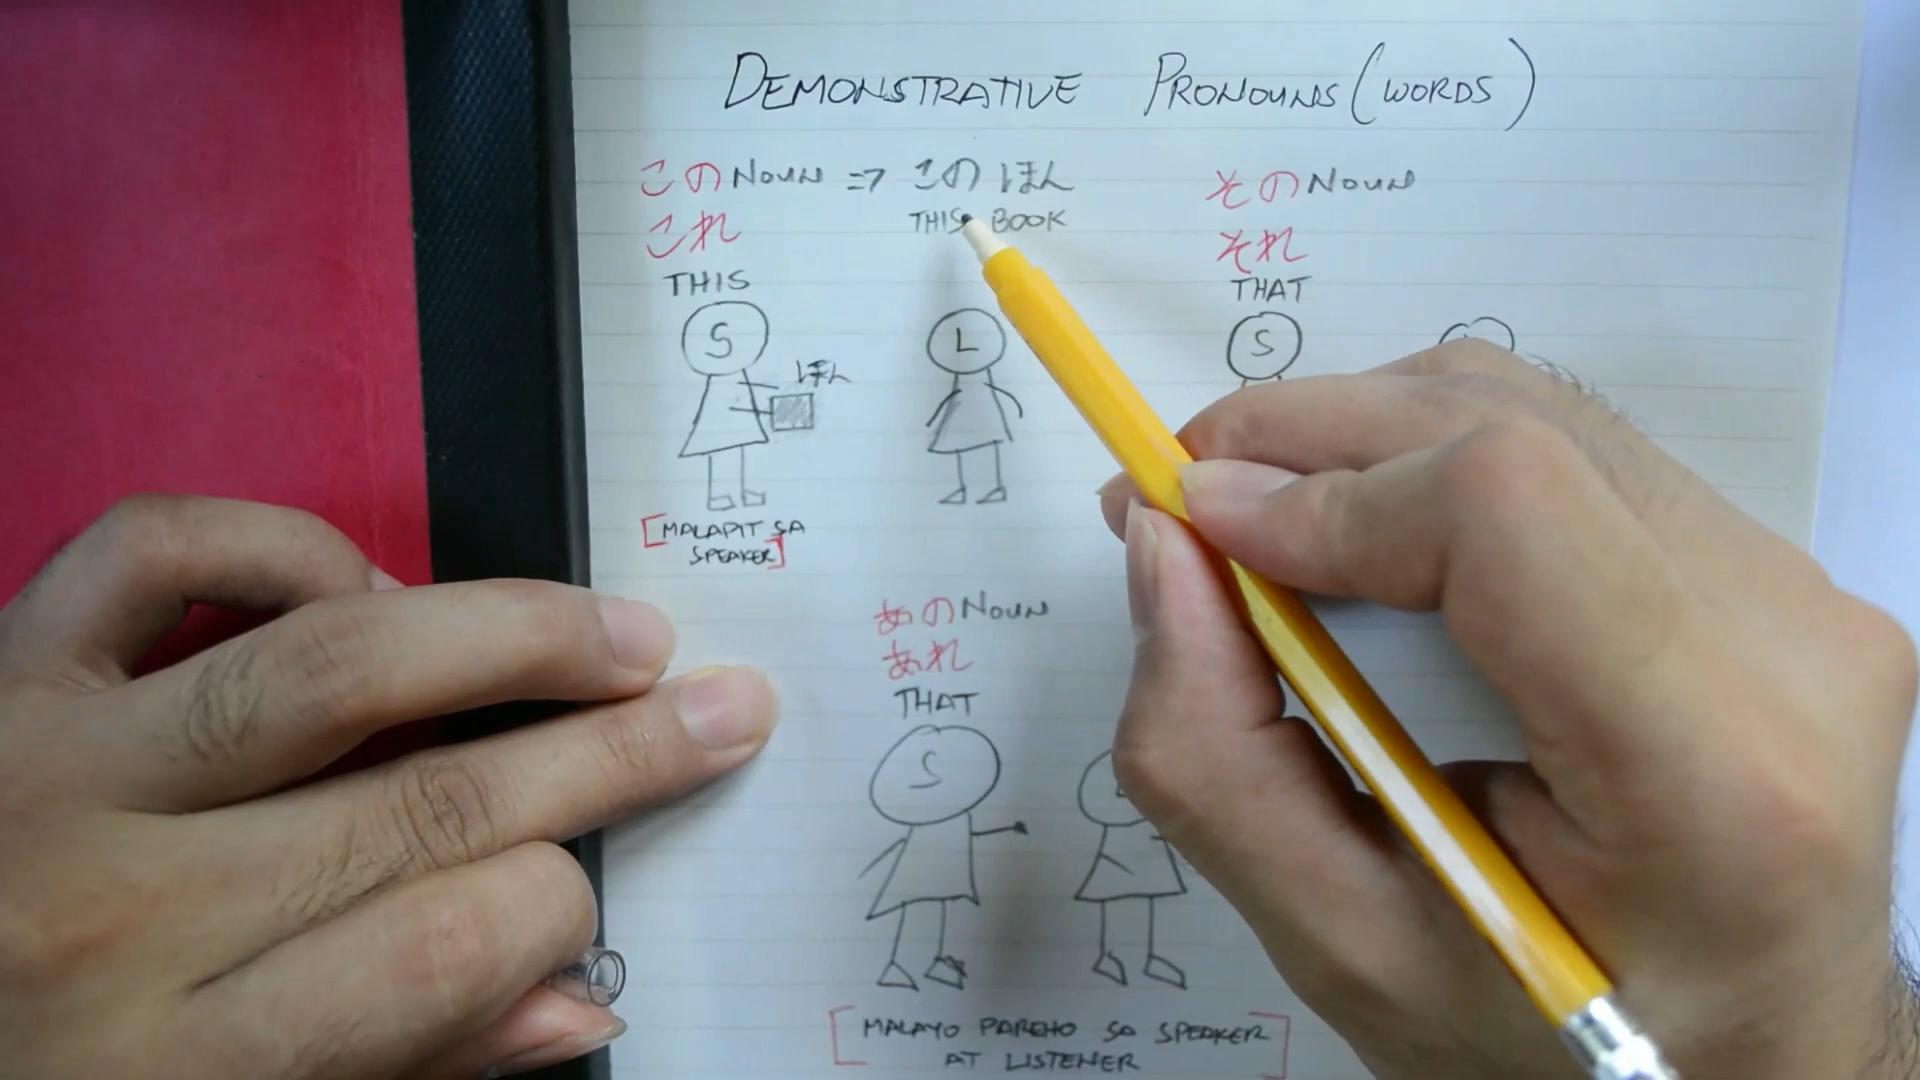 DEMONSTRATIVE PRONOUNS (WORDS)
このNOUN => このほん
これ THIS BOOK
THIS
S
ほん
L
[MALAPIT SA
SPEAKER]
そのNOUN
それ
THAT
S
あのNOUN
あれ
THAT
S
[MALAYO PAREHO SA SPEAKER
AT LISTENER]